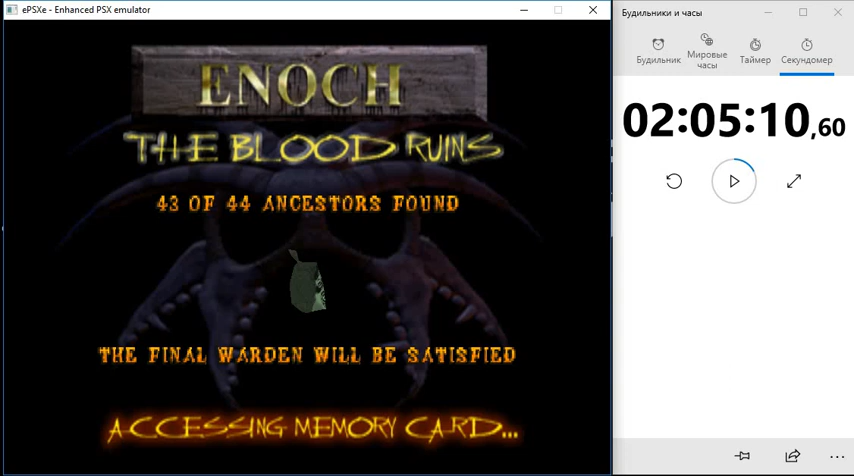 ePSXe - Enhanced PSX emulator
ENOCH
THE BLOOD RUINS
43 OF 44 ANCESTORS FOUND
THE FINAL WARDEN WILL BE SATISFIED
ACCESSING MEMORY CARD...
Будильники и часы
Будильник
Мировые
часы
Таймер
Секундомер
02:05:10,60